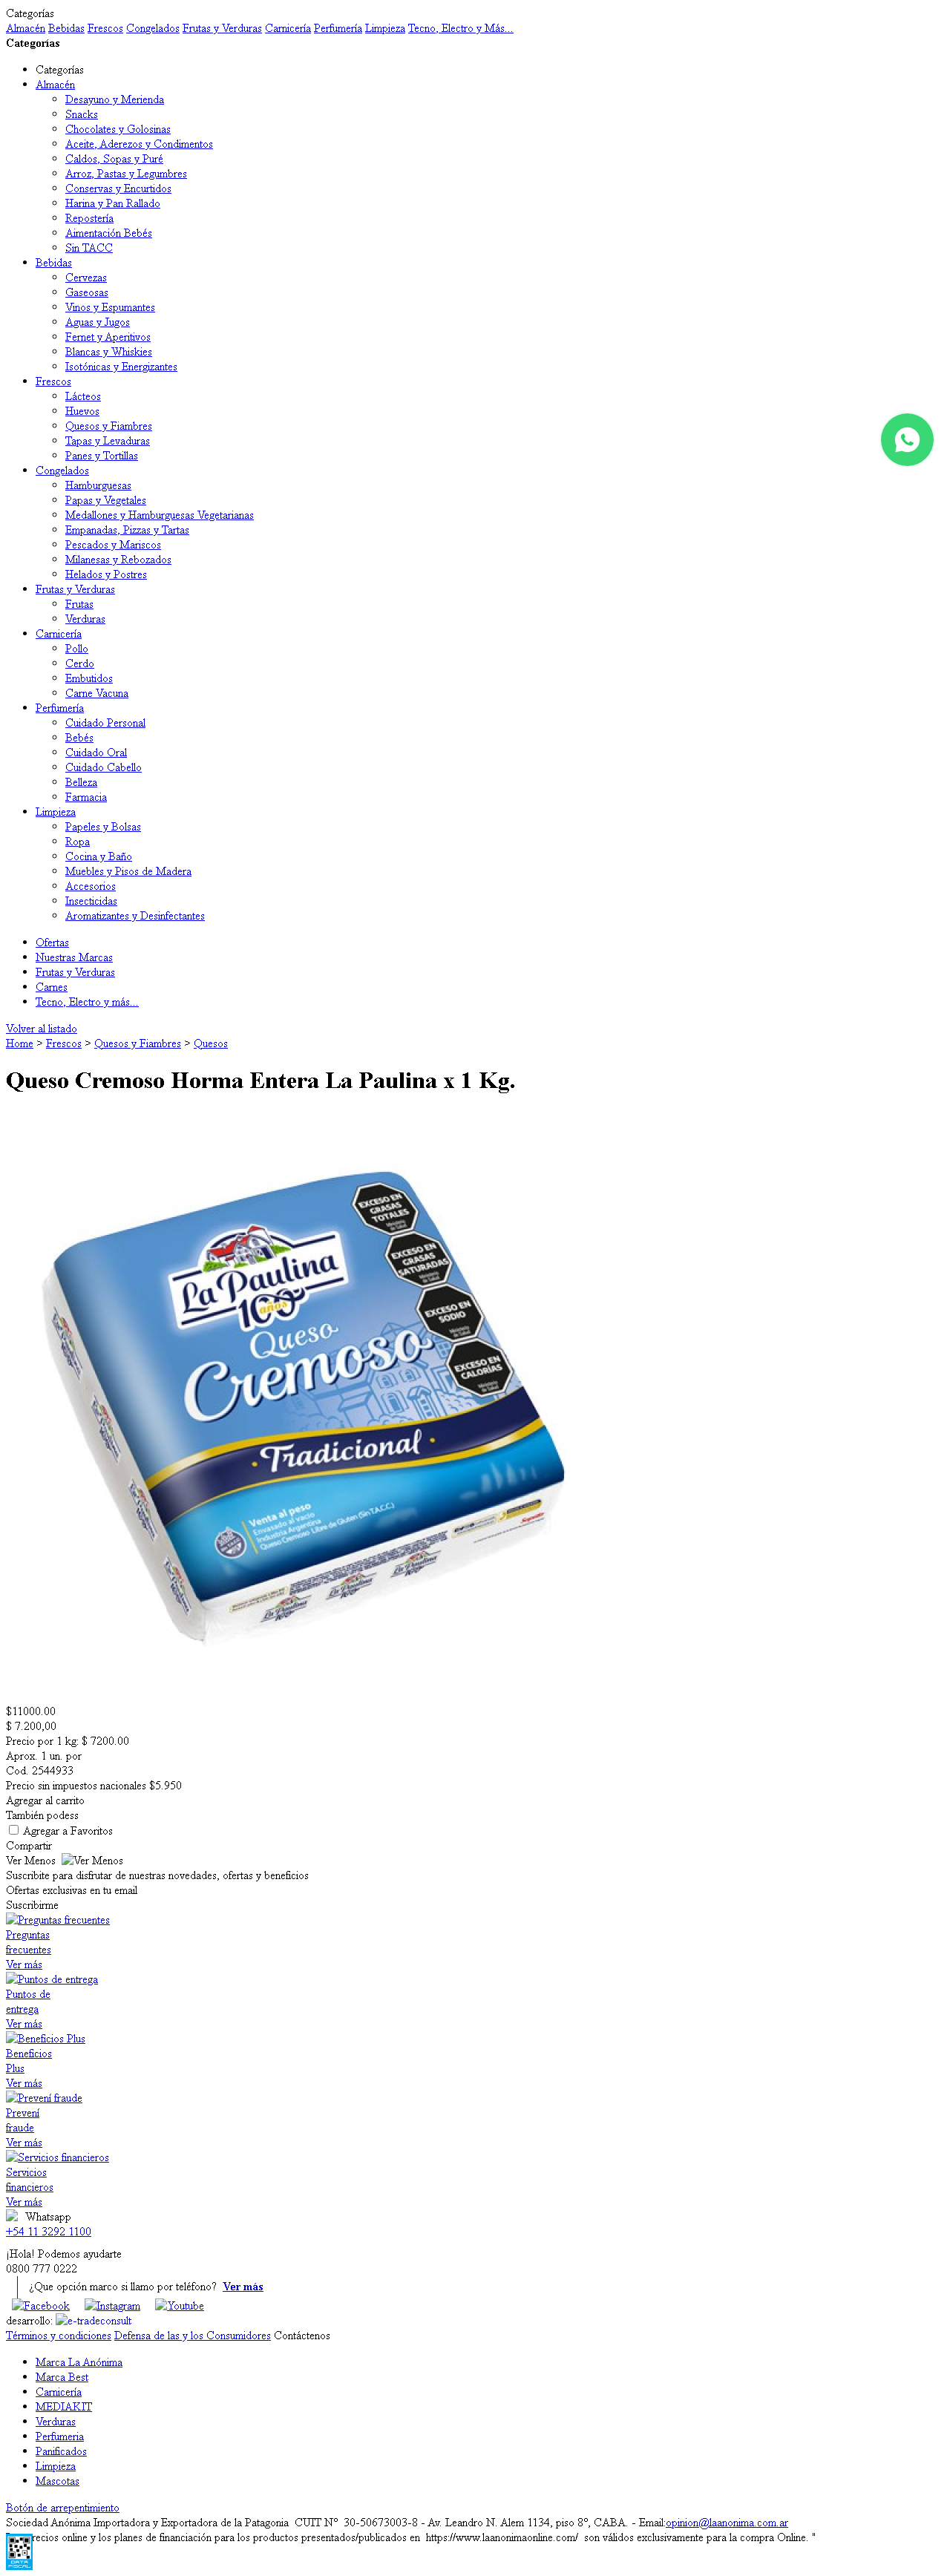 Categorías
Almacén Bebidas Frescos Congelados Frutas y Verduras Carnicería Perfumería Limpieza Tecno, Electro y Más...
Categorías
Categorías
Almacén
Desayuno y Merienda
Snacks
Chocolates y Golosinas
Aceite, Aderezos y Condimentos
Caldos, Sopas y Puré
Arroz, Pastas y Legumbres
Conservas y Encurtidos
Harina y Pan Rallado
Repostería
Aimentación Bebés
Sin TACC
Bebidas
Cervezas
Gaseosas
Vinos y Espumantes
Aguas y Jugos
Fernet y Aperitivos
Blancas y Whiskies
Isotónicas y Energizantes
Frescos
Lácteos
Huevos
Quesos y Fiambres
Tapas y Levaduras
Panes y Tortillas
Congelados
Hamburguesas
Papas y Vegetales
Medallones y Hamburguesas Vegetarianas
Empanadas, Pizzas y Tartas
Pescados y Mariscos
Milanesas y Rebozados
Helados y Postres
Frutas y Verduras
Frutas
Verduras
Carnicería
Pollo
Cerdo
Embutidos
Carne Vacuna
Perfumería
Cuidado Personal
Bebés
Cuidado Oral
Cuidado Cabello
Belleza
Farmacia
Limpieza
Papeles y Bolsas
Ropa
Cocina y Baño
Muebles y Pisos de Madera
Accesorios
Insecticidas
Aromatizantes y Desinfectantes
Ofertas
Nuestras Marcas
Frutas y Verduras
Carnes
Tecno, Electro y más...
Volver al listado
Home > Frescos > Quesos y Fiambres > Quesos
Queso Cremoso Horma Entera La Paulina x 1 Kg.
EXCESO EN GRASAS TOTALES
EXCESO EN GRASAS SATURADAS
EXCESO EN SODIO
EXCESO EN CALORÍAS
La Paulina
100 años
Queso
Cremoso
Tradicional
Venta al peso
Envasado al vacío
Industria Argentina
Queso Cremoso Libre de Gluten (Sin T.A.C.C.)
La Paulina La Paulina La Paulina
$11000.00
$ 7.200,00
Precio por 1 kg: $ 7200.00
Aprox. 1 un. por
Cod. 2544933
Precio sin impuestos nacionales $5.950
Agregar al carrito
También podess
Agregar a Favoritos
Compartir
Ver Menos Ver Menos
Suscribite para disfrutar de nuestras novedades, ofertas y beneficios
Ofertas exclusivas en tu email
Suscribirme
Preguntas frecuentes
Preguntas
frecuentes
Ver más
Puntos de entrega
Puntos de
entrega
Ver más
Beneficios Plus
Beneficios
Plus
Ver más
Prevení fraude
Prevení
fraude
Ver más
Servicios financieros
Servicios
financieros
Ver más
Whatsapp
+54 11 3292 1100
¡Hola! Podemos ayudarte
0800 777 0222
¿Que opción marco si llamo por teléfono? Ver más
Facebook Instagram Youtube
desarrollo: e-tradeconsult
Términos y condiciones Defensa de las y los Consumidores Contáctenos
Marca La Anónima
Marca Best
Carnicería
MEDIAKIT
Verduras
Perfumeria
Panificados
Limpieza
Mascotas
Botón de arrepentimiento
Sociedad Anónima Importadora y Exportadora de la Patagonia CUIT Nº 30-50673003-8 - Av. Leandro N. Alem 1134, piso 8º, CABA. - Email:opinion@laanonima.com.ar
recios online y los planes de financiación para los productos presentados/publicados en https://www.laanonimaonline.com/ son válidos exclusivamente para la compra Online. "
DATA FISCAL